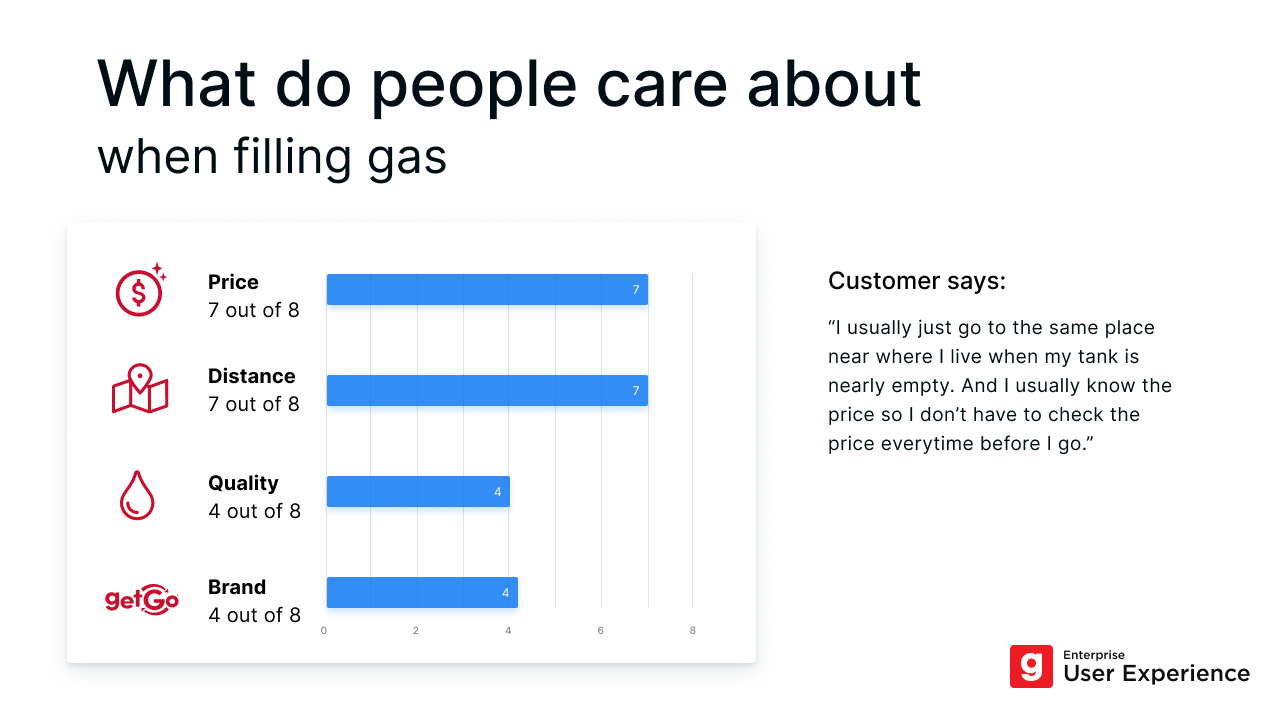 What do people care about
when filling gas
Price
7 out of 8
7
Distance
7 out of 8
7
Quality
4 out of 8
4
getGo
Brand
4 out of 8
4
0 2 4 6 8
Customer says:
“I usually just go to the same place
near where I live when my tank is
nearly empty. And I usually know the
price so I don’t have to check the
price everytime before I go.”
g
Enterprise
User Experience